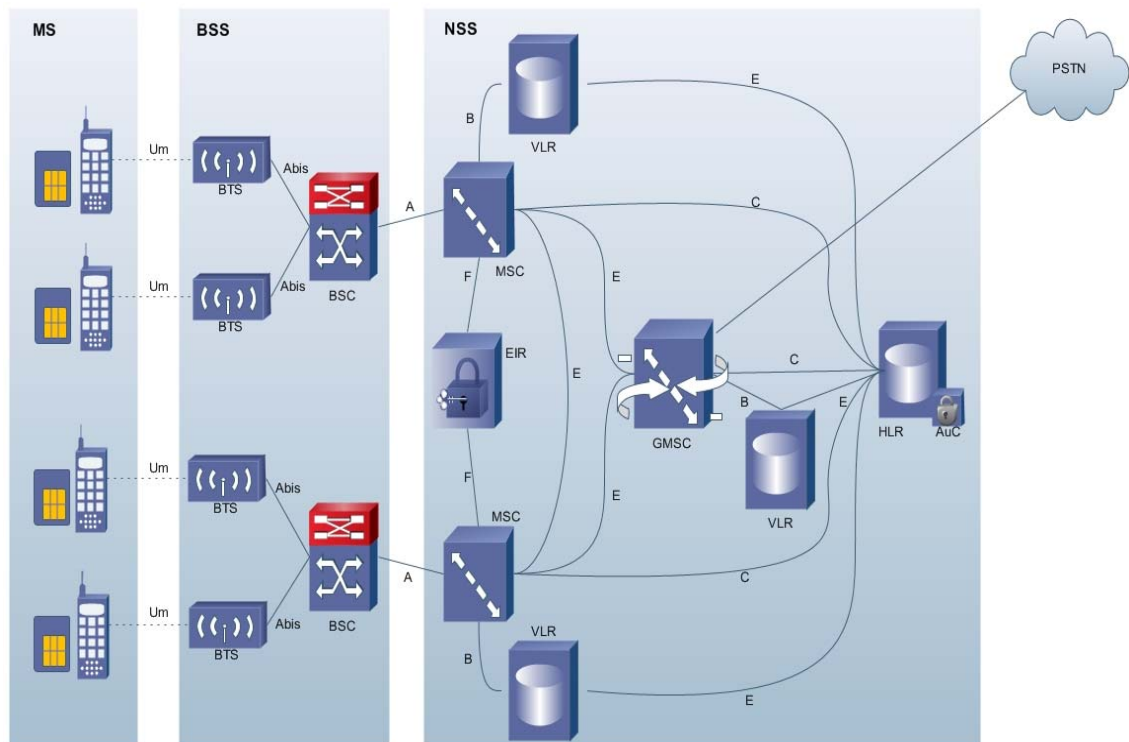 MS
BSS
NSS
PSTN
E
B
VLR
Um
Abis
BTS
A
C
MSC
F
E
Um
Abis
BTS
BSC
EIR
E
C
B
E
GMSC
HLR
AuC
Um
Abis
BTS
F
E
VLR
MSC
A
C
Um
Abis
BTS
BSC
VLR
B
E